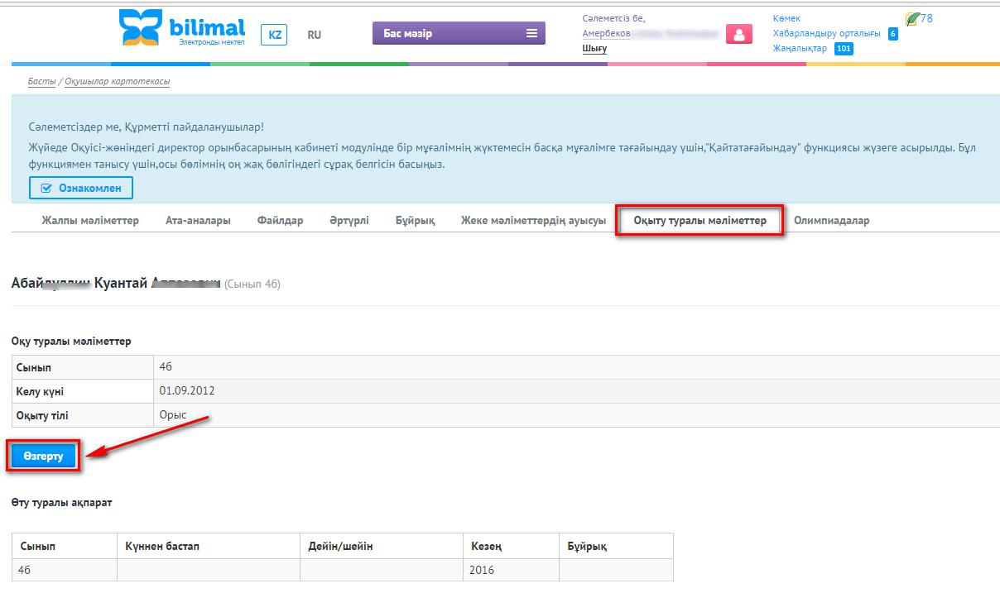 bilimal
Электронды мектеп
KZ
RU
Бас мәзір
Сәлеметсіз бе,
Амербеков
Шығу
Көмек
Хабарландыру орталығы 6
Жаңалықтар 101
78
Басты / Оқушылар картотекасы
Сәлеметсіздер ме, Құрметті пайдаланушылар!
Жүйеде Оқуісі-жөніндегі директор орынбасарының кабинеті модулінде бір мұғалімнің жүктемесін басқа мұғалімге тағайындау үшін,"Қайтатағайындау" функциясы жүзеге асырылды. Бұл
функциямен танысу үшін,осы бөлімнің оң жақ бөлігіндегі сұрақ белгісін басыңыз.
Ознакомлен
Жалпы мәліметтер Ата-аналары Файлдар Әртүрлі Бұйрық Жеке мәліметтердің ауысуы Оқыту туралы мәліметтер Олимпиадалар
Куантай (Сынып 4б)
Оқу туралы мәліметтер
Сынып 4б
Келу күні 01.09.2012
Оқыту тілі Орыс
Өзгерту
Өту туралы ақпарат
Сынып Күннен бастап Дейін/шейін Кезең Бұйрық
4б 2016